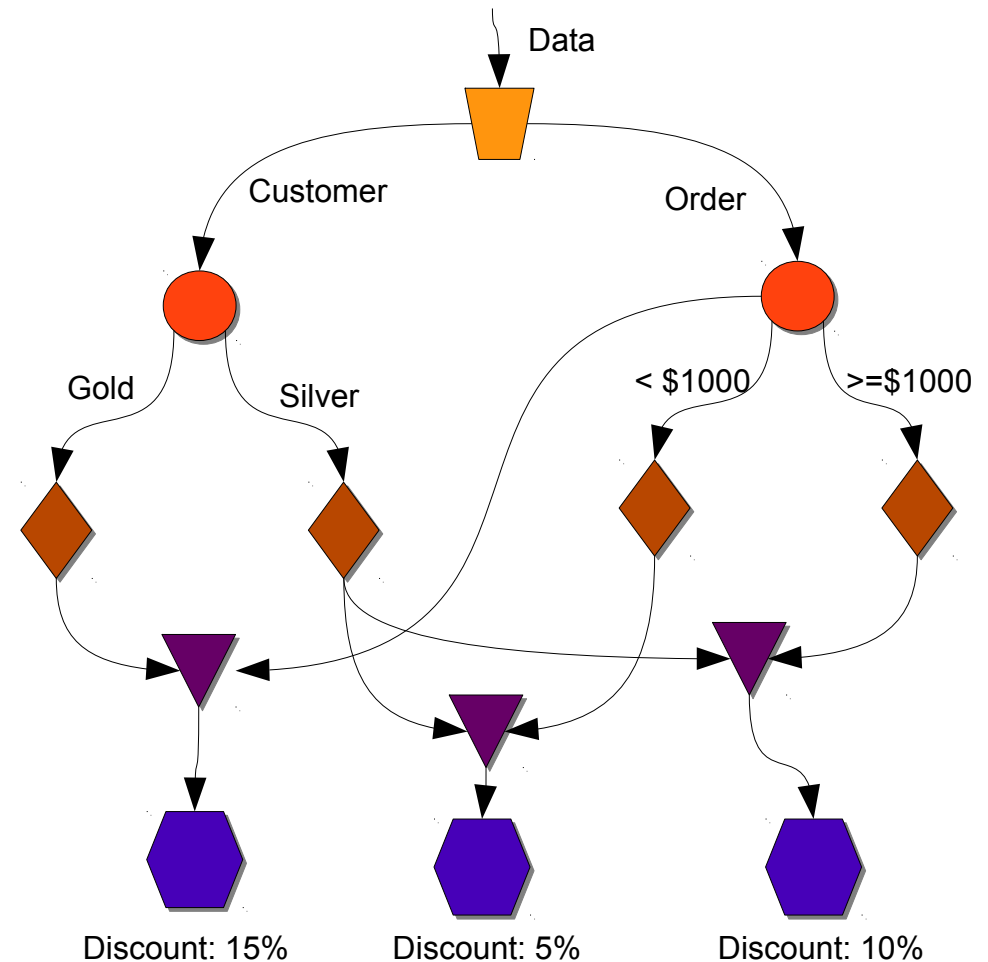 Data
Customer
Order
Gold
Silver
< $1000
>=$1000
Discount: 15%
Discount: 5%
Discount: 10%